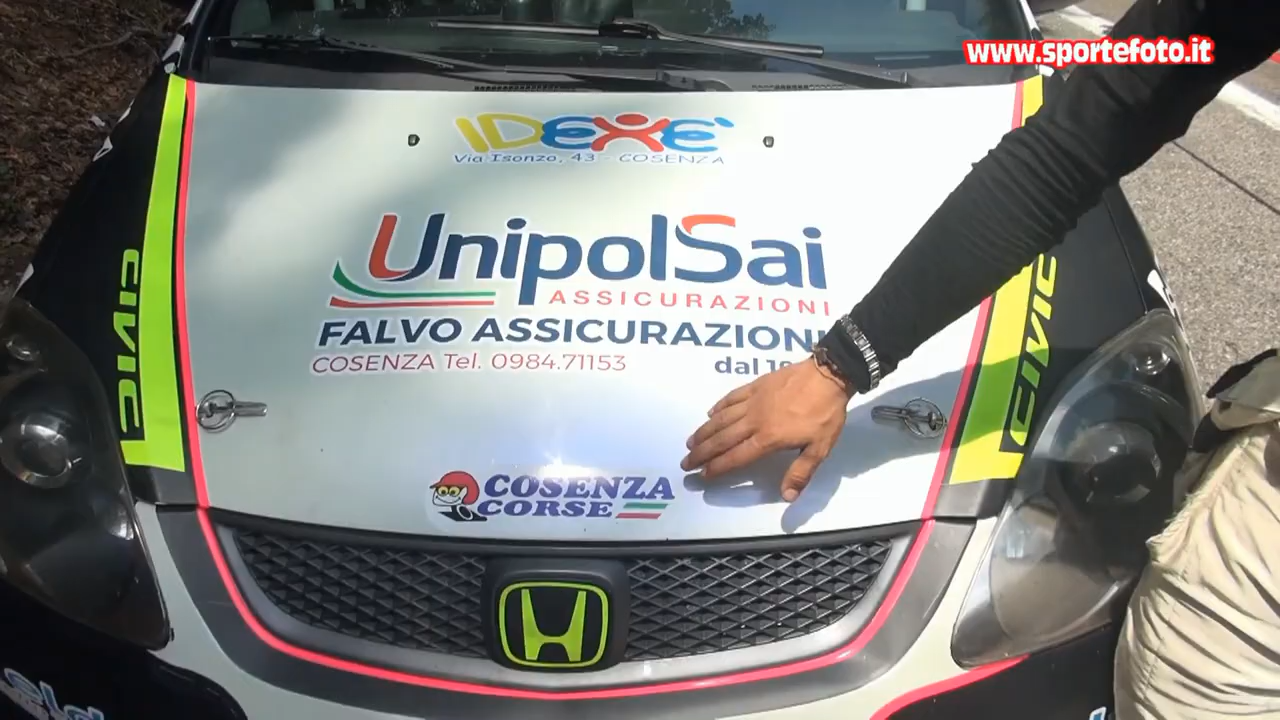 www.sportefoto.it
IDEXE'
Via Isonzo, 43 - COSENZA
UnipolSai
ASSICURAZIONI
FALVO ASSICURAZIONI
COSENZA Tel. 0984.71153
dal
CIVIC
CIVIC
COSENZA
CORSE